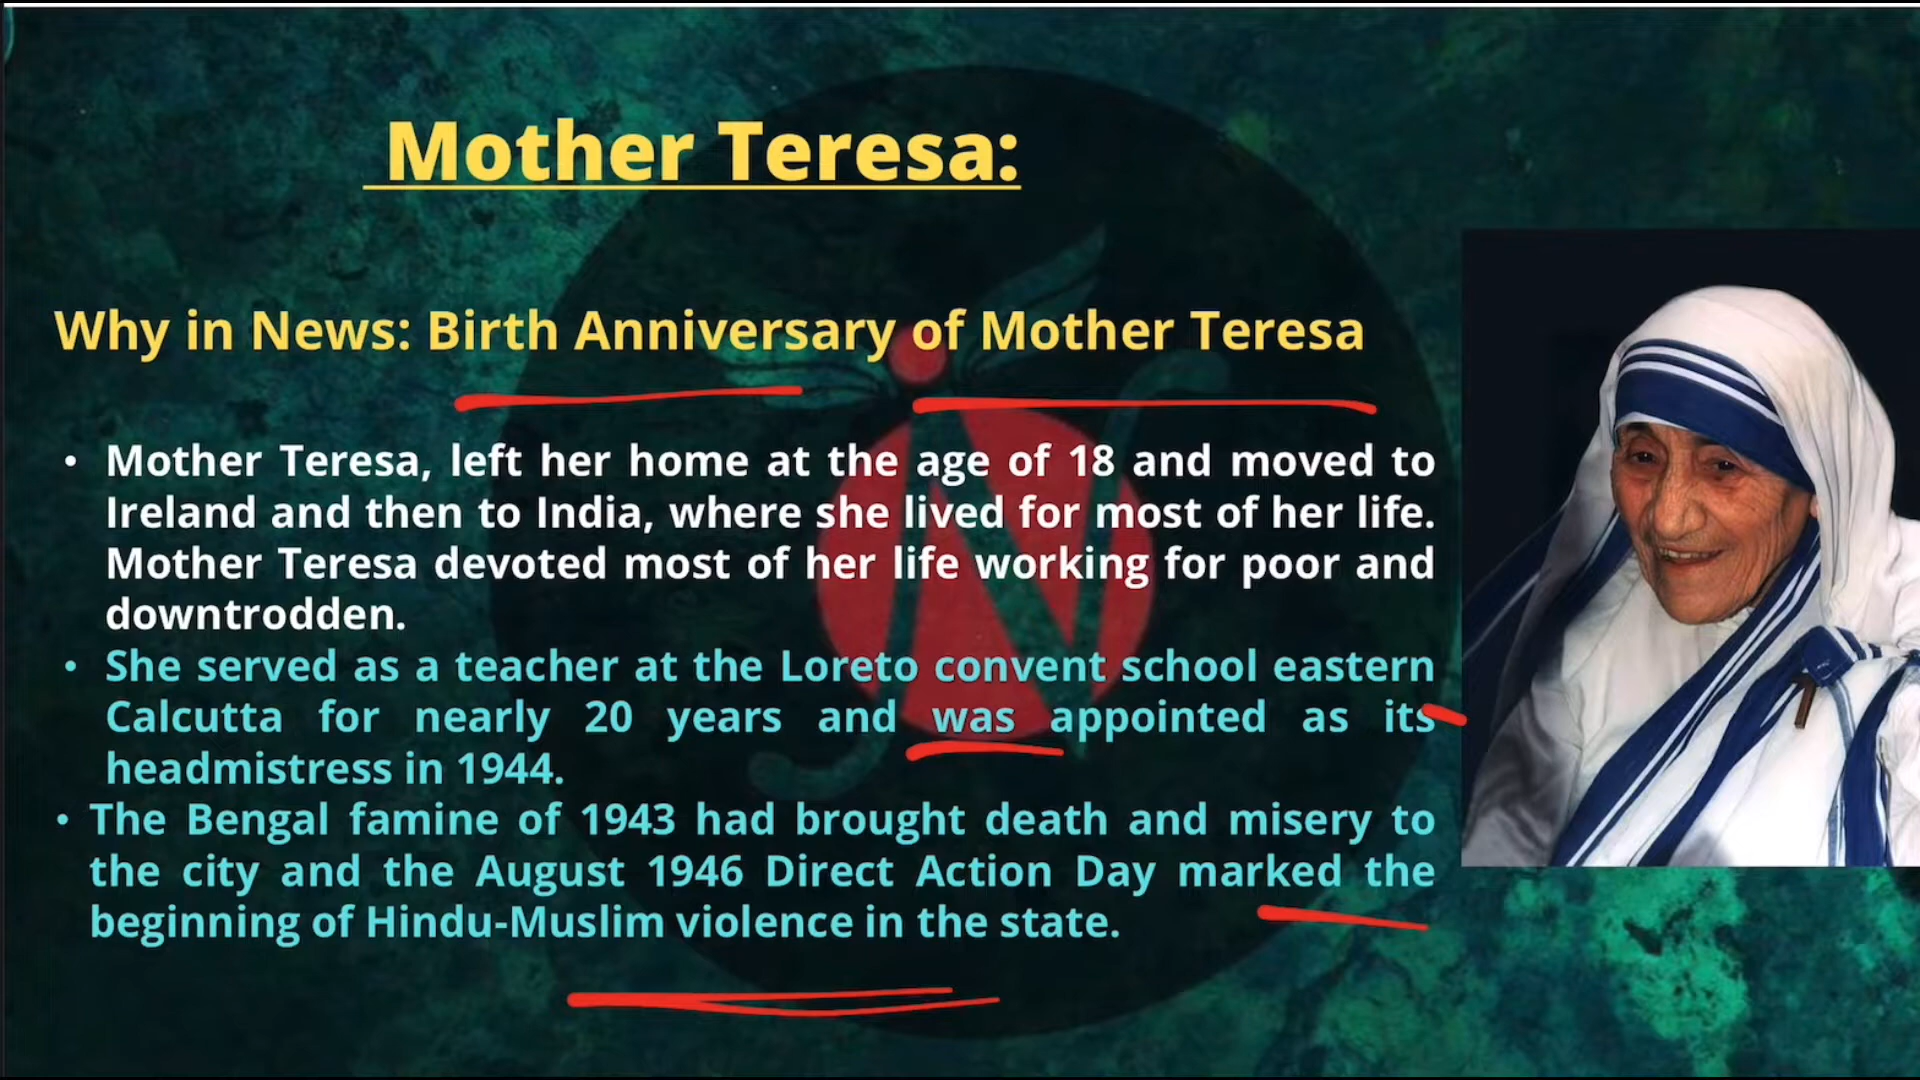 Mother Teresa:
Why in News: Birth Anniversary of Mother Teresa
• Mother Teresa, left her home at the age of 18 and moved to
Ireland and then to India, where she lived for most of her life.
Mother Teresa devoted most of her life working for poor and
downtrodden.
• She served as a teacher at the Loreto convent school eastern
Calcutta for nearly 20 years and was appointed as its
headmistress in 1944.
• The Bengal famine of 1943 had brought death and misery to
the city and the August 1946 Direct Action Day marked the
beginning of Hindu-Muslim violence in the state.